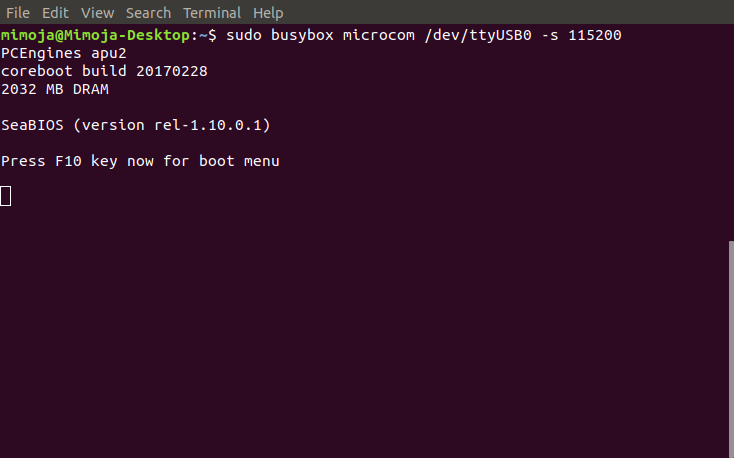 File Edit View Search Terminal Help
mimoja@Mimoja-Desktop:~$ sudo busybox microcom /dev/ttyUSB0 -s 115200
PCEngines apu2
coreboot build 20170228
2032 MB DRAM
SeaBIOS (version rel-1.10.0.1)
Press F10 key now for boot menu